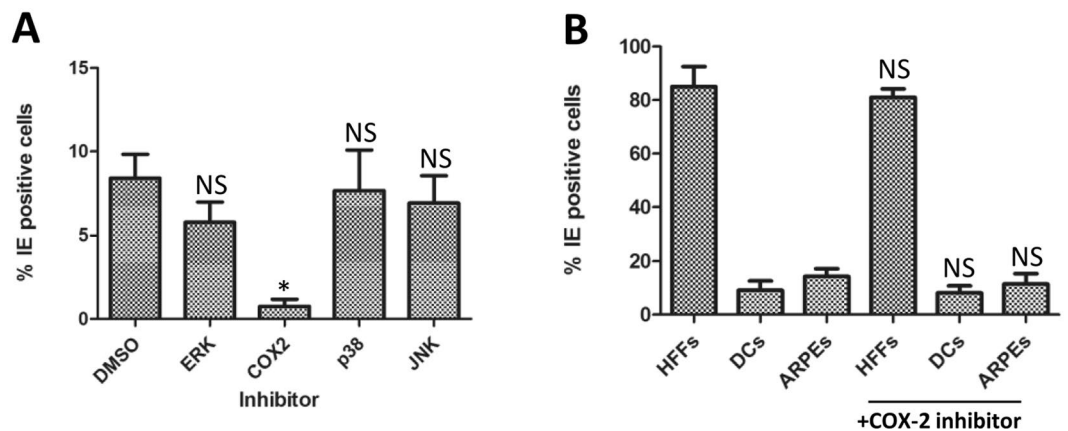 A
% IE positive cells
15
10
5
0
NS
*
NS
NS
DMSO
ERK
COX2
p38
JNK
Inhibitor
B
% IE positive cells
100
80
60
40
20
0
NS
NS
NS
HFFs
DCs
ARPEs
HFFs
DCs
ARPEs
+COX-2 inhibitor